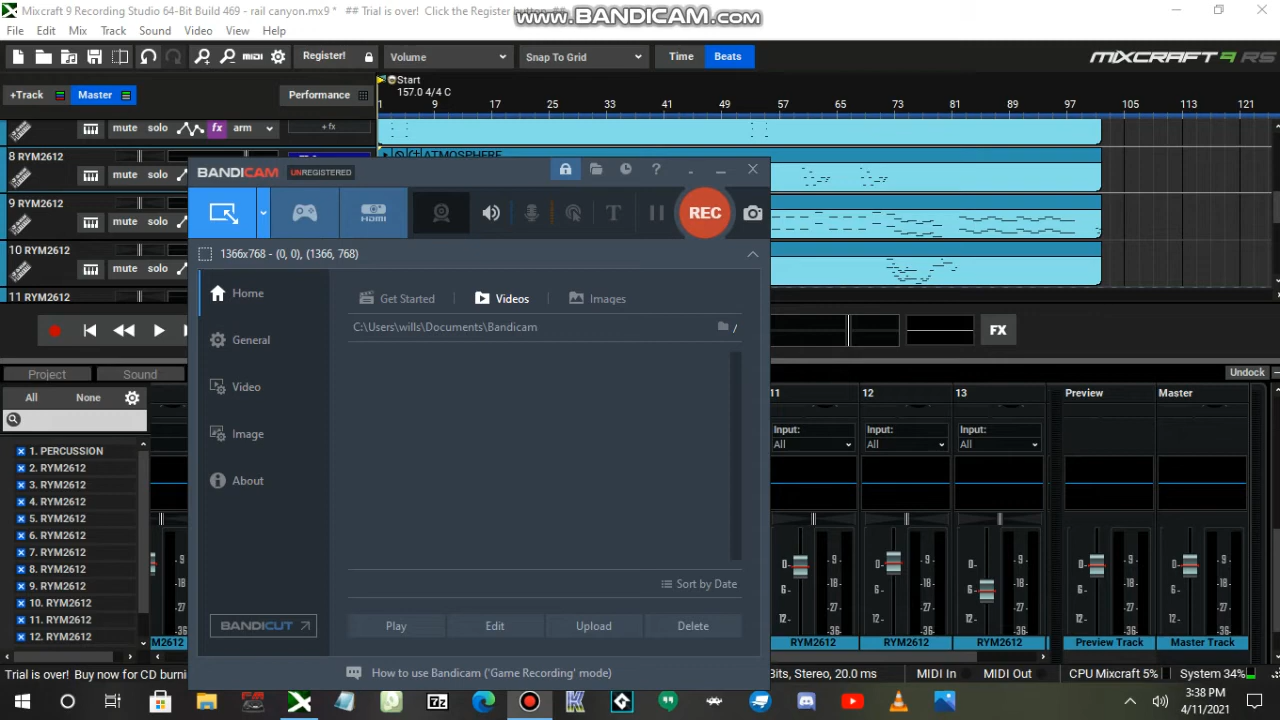 Mixcraft 9 Recording Studio 64-Bit Build 469 - rail canyon.mx9 *   ## Trial is over!  Click the Register button ##
www.BANDICAM.com
File Edit Mix Track Sound Video View Help
Register! Volume Snap To Grid Time Beats MIXCRAFT 9 RS
Start
157.0 4/4 C
+Track Master Performance
1 9 17 25 33 41 49 57 65 73 81 89 97 105 113 121
mute solo fx arm + fx
8 RYM2612
mute solo
ATMOSPHERE
9 RYM2612
mute solo
10 RYM2612
mute solo
11 RYM2612
BANDICAM UNREGISTERED
HDMI T REC
1366x768 - (0, 0), (1366, 768)
Home
General
Video
Image
About
Get Started Videos Images
C:\Users\wills\Documents\Bandicam
/
Sort by Date
BANDICUT
Play Edit Upload Delete
How to use Bandicam ('Game Recording' mode)
FX
Project Sound
Undock
All None
1. PERCUSSION
2. RYM2612
3. RYM2612
4. RYM2612
5. RYM2612
6. RYM2612
7. RYM2612
8. RYM2612
9. RYM2612
10. RYM2612
11. RYM2612
12. RYM2612
11 12 13 Preview Master
Input: Input: Input:
All All All
RYM2612 RYM2612 RYM2612 Preview Track Master Track
Trial is over! Buy now for CD burni
Bits, Stereo, 20.0 ms MIDI In MIDI Out CPU Mixcraft 5% System 34%
3:38 PM
4/11/2021